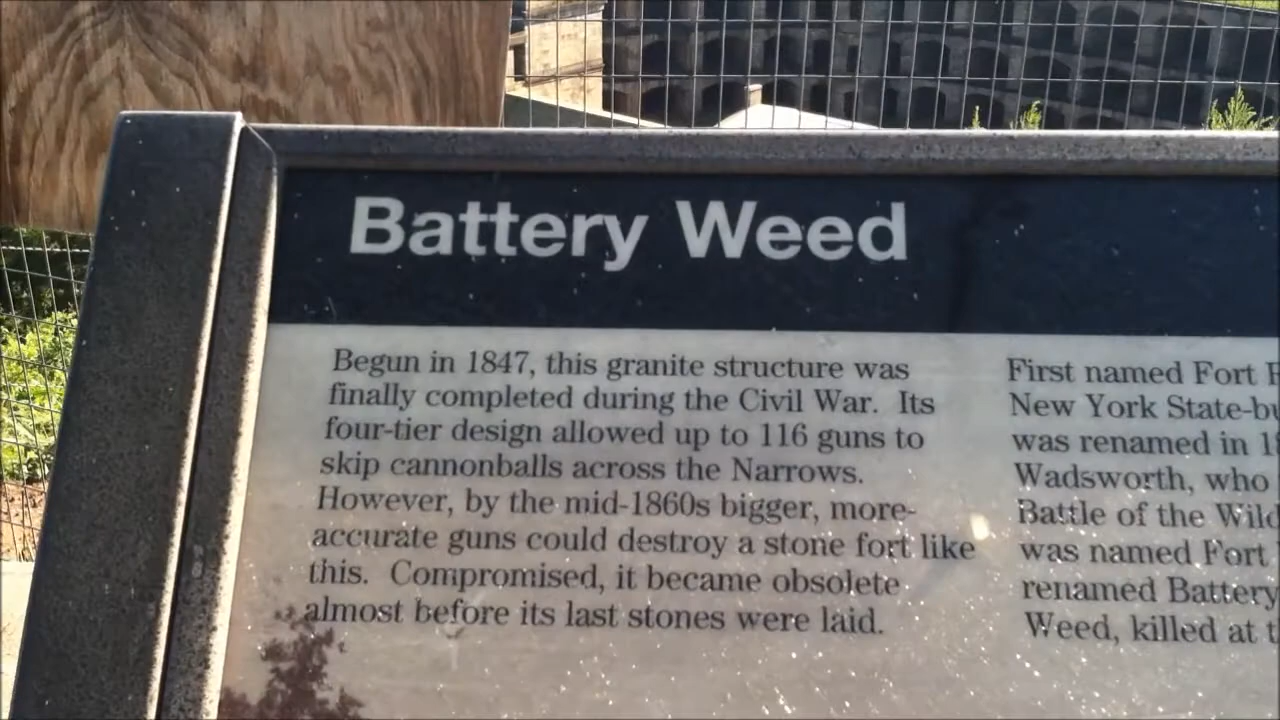 Battery Weed
Begun in 1847, this granite structure was
finally completed during the Civil War. Its
four-tier design allowed up to 116 guns to
skip cannonballs across the Narrows.
However, by the mid-1860s bigger, more-
accurate guns could destroy a stone fort like
this. Compromised, it became obsolete
almost before its last stones were laid.
First named Fort
New York State-
was renamed in
Wadsworth, who
Battle of the
was named Fort
renamed Battery
Weed, killed at